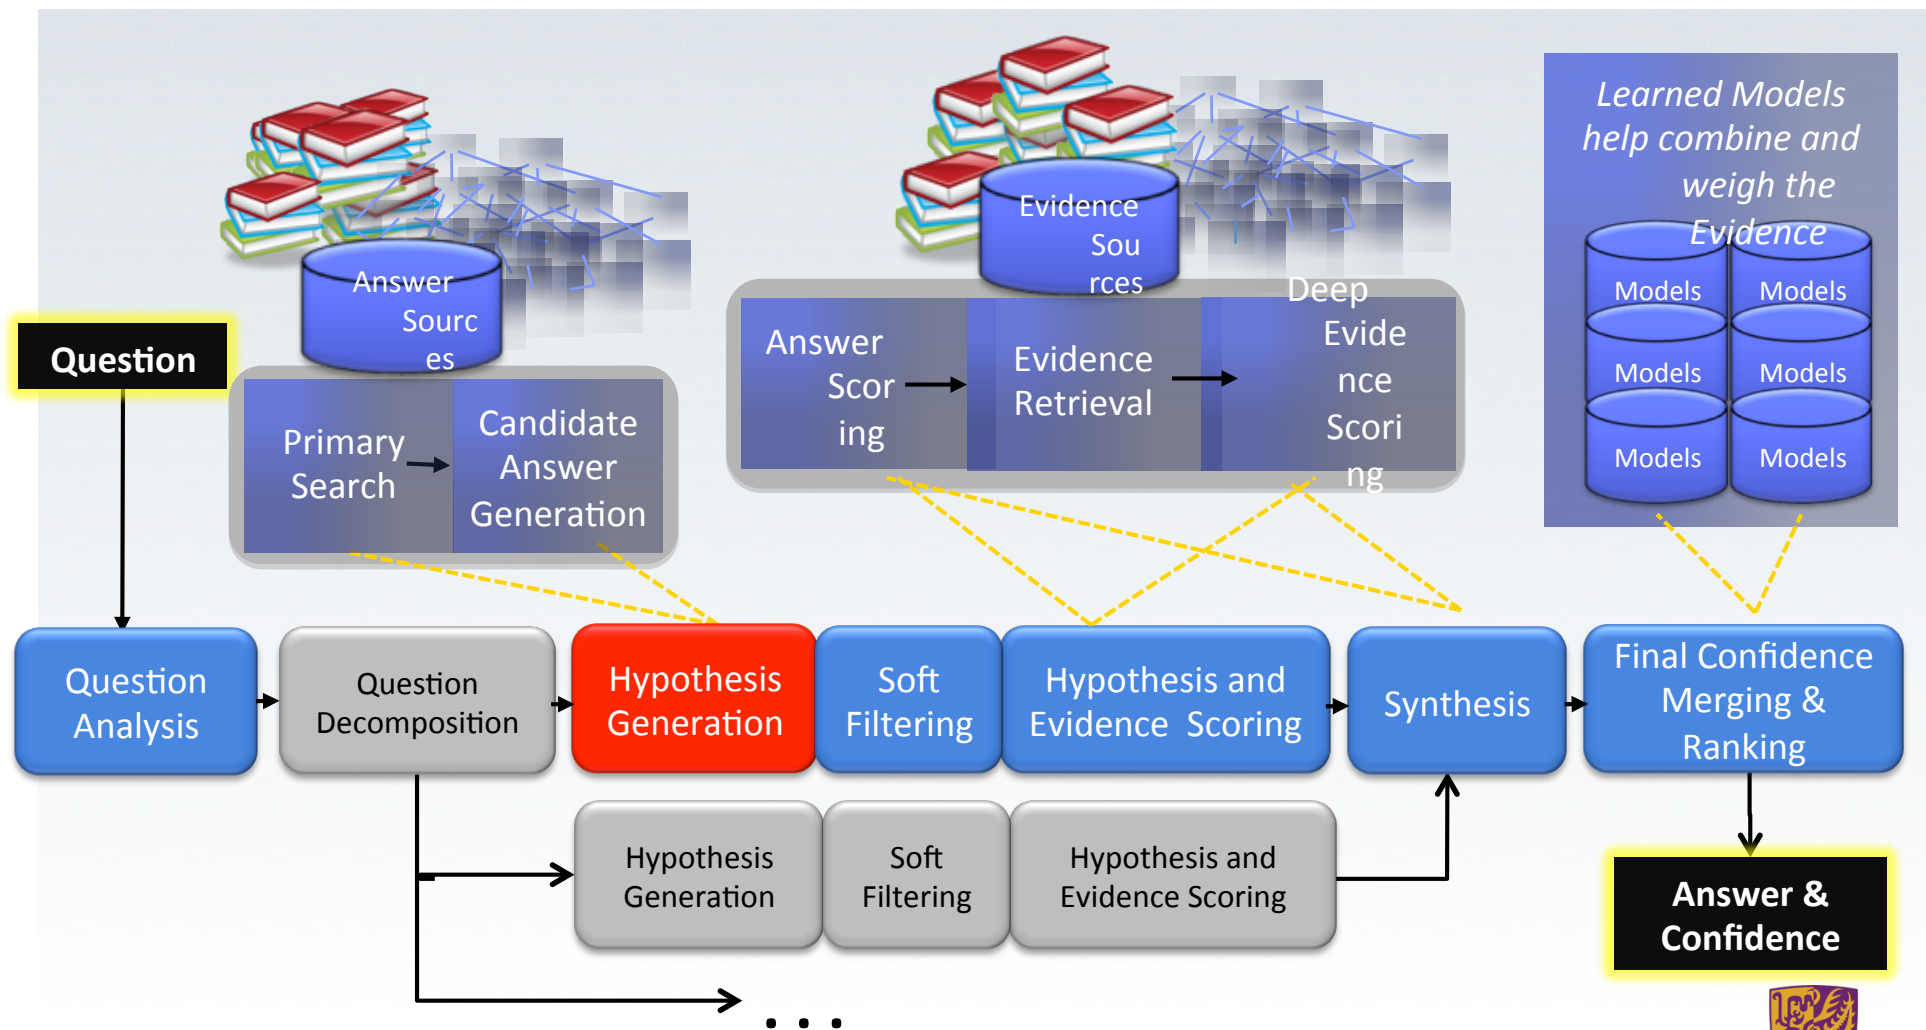 Learned Models
help combine and
weigh the
Evidence
Evidence
Sou
rces
Answer
Sourc
es
Models
Models
Models
Models
Models
Models
Question
Primary
Search
Candidate
Answer
Generation
Answer
Scor
ing
Evidence
Retrieval
Deep
Evide
nce
Scori
ng
Question
Analysis
Question
Decomposition
Hypothesis
Generation
Soft
Filtering
Hypothesis and
Evidence Scoring
Synthesis
Final Confidence
Merging &
Ranking
Hypothesis
Generation
Soft
Filtering
Hypothesis and
Evidence Scoring
Answer &
Confidence
. . .